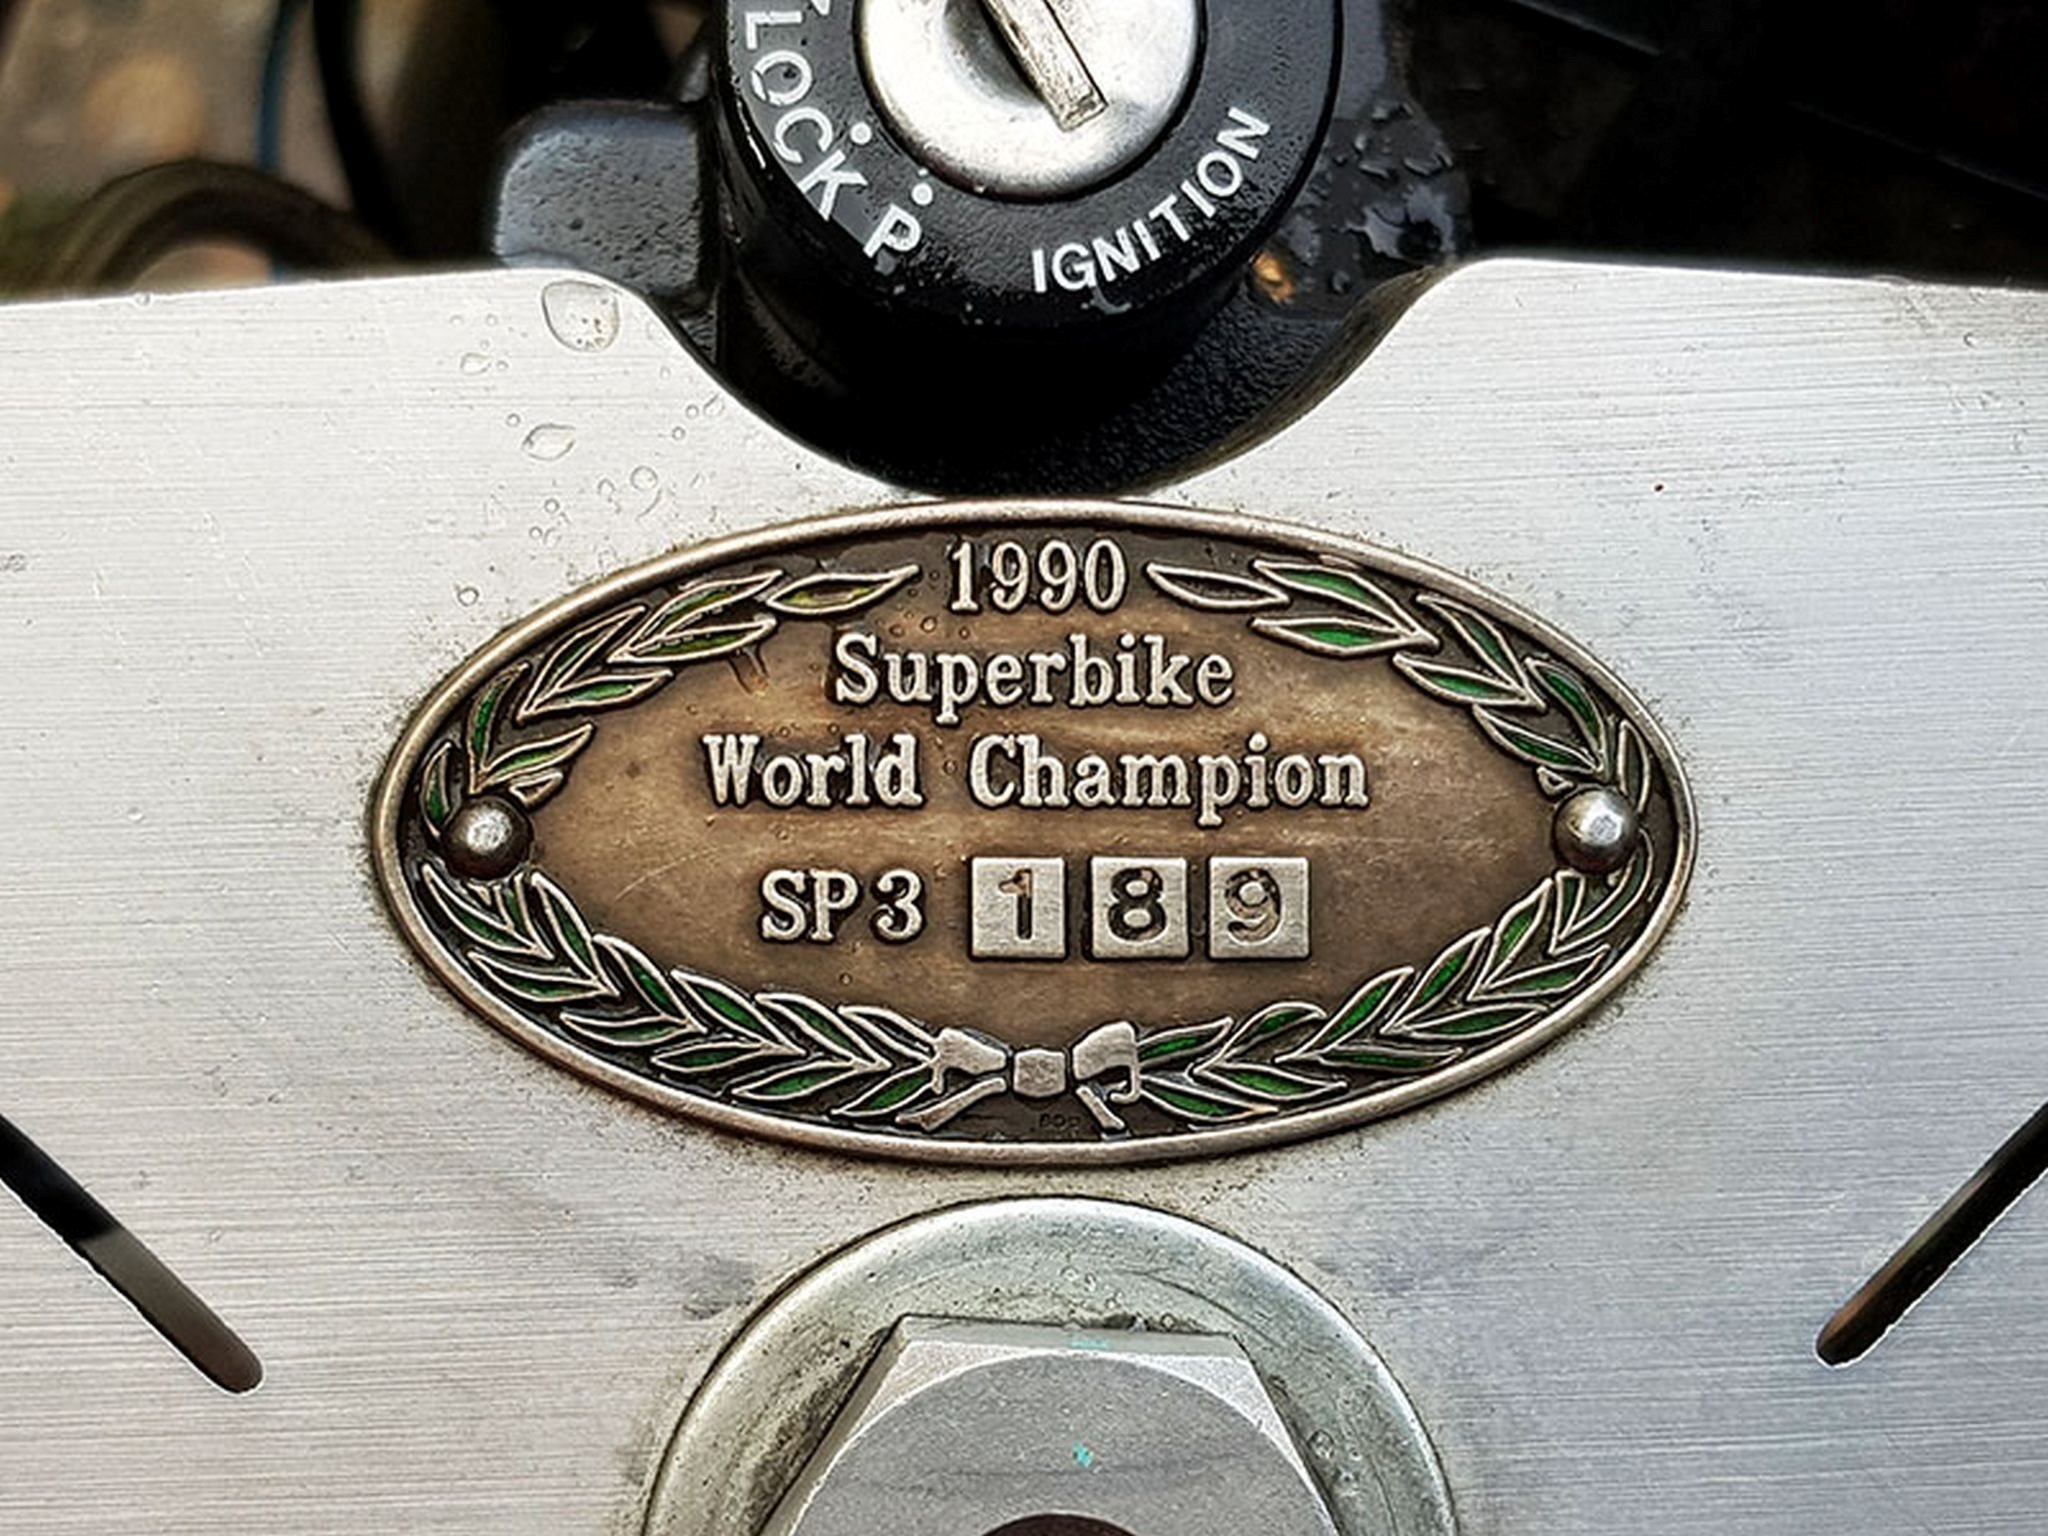 LOCK P IGNITION
1990
Superbike
World Champion
SP3 189